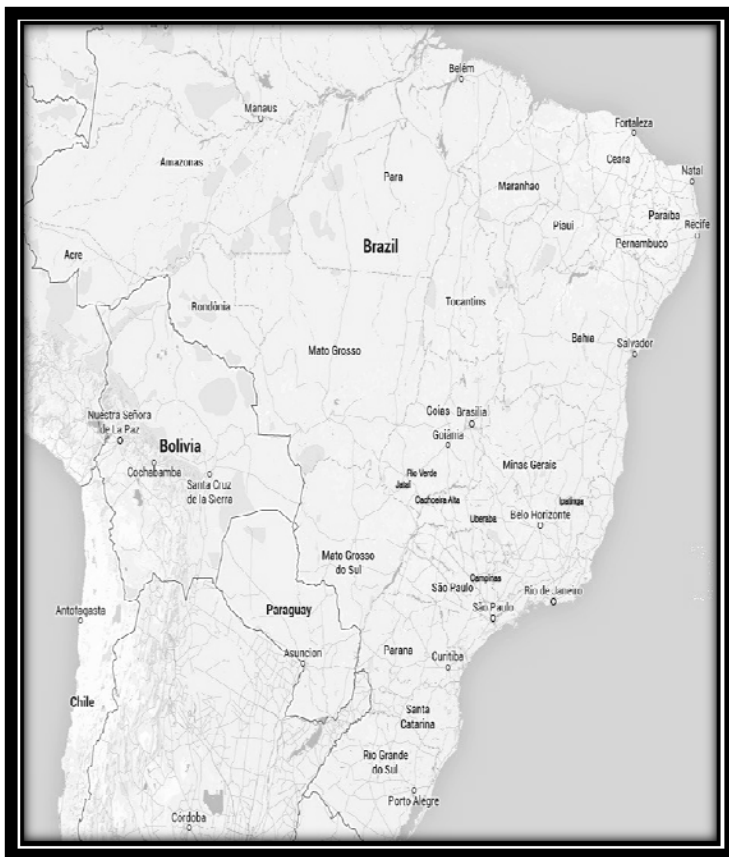 Belém
Manaus
Fortaleza
Amazonas
Ceara
Para
Natal
Maranhao
Paraiba
Piaui
Recife
Brazil
Pernambuco
Acre
Tocantins
Rondônia
Bahia
Salvador
Mato Grosso
Goias
Brasilia
Nuestra Señora
de La Paz
Goiânia
Bolivia
Minas Gerais
Cochabamba
Rio Verde
Santa Cruz
de la Sierra
Jatai
Cachoeira Alta
Ipatinga
Uberaba
Belo Horizonte
Mato Grosso
do Sul
Campinas
São Paulo
Rio de Janeiro
São Paulo
Antofagasta
Paraguay
Asuncion
Parana
Curitiba
Chile
Santa
Catarina
Rio Grande
do Sul
Porto Alegre
Cordoba